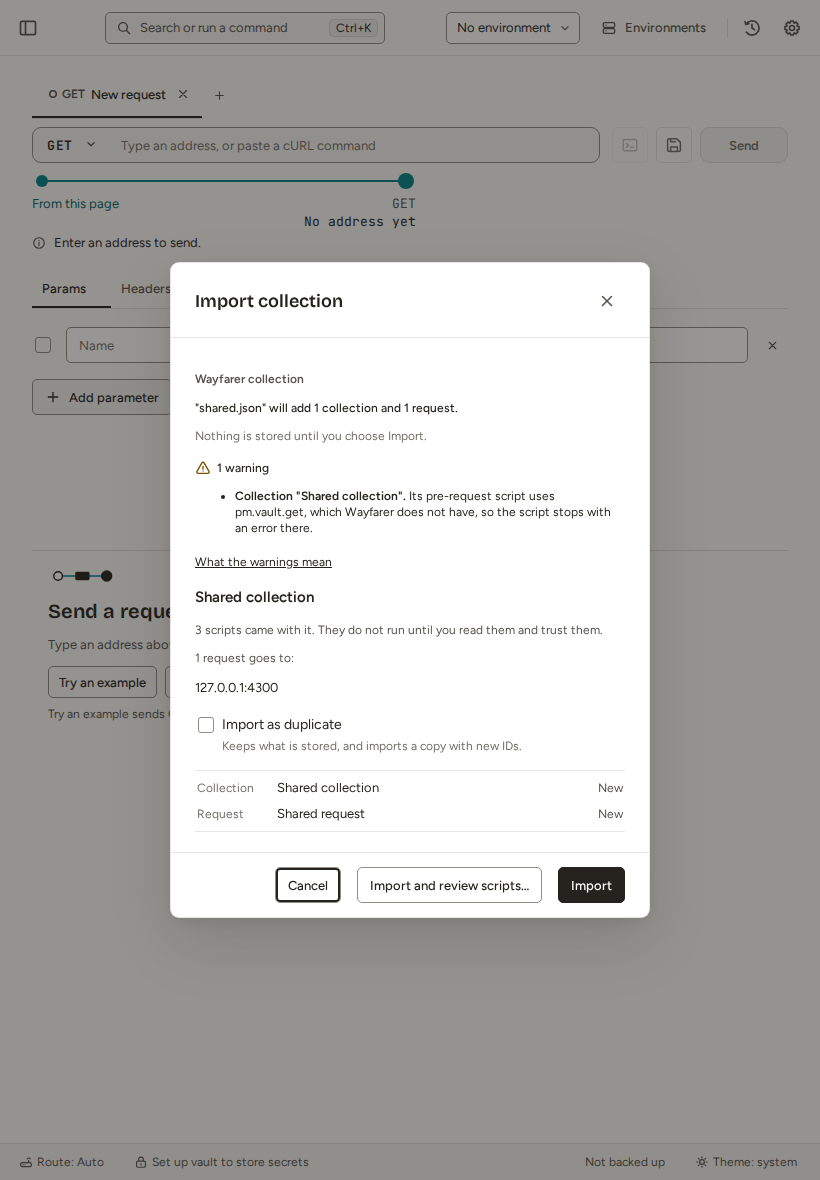 Search or run a command Ctrl+K No environment Environments
GET New request
GET Type an address, or paste a cURL command Send
From this page GET
No address yet
Enter an address to send.
Params Headers
Name
Add parameter
Send a reque
Type an address abo
Try an example
Try an example sends
Import collection
Wayfarer collection
"shared.json" will add 1 collection and 1 request.
Nothing is stored until you choose Import.
1 warning
Collection "Shared collection". Its pre-request script uses
pm.vault.get, which Wayfarer does not have, so the script stops with
an error there.
What the warnings mean
Shared collection
3 scripts came with it. They do not run until you read them and trust them.
1 request goes to:
127.0.0.1:4300
Import as duplicate
Keeps what is stored, and imports a copy with new IDs.
Collection Shared collection New
Request Shared request New
Cancel Import and review scripts... Import
Route: Auto Set up vault to store secrets Not backed up Theme: system